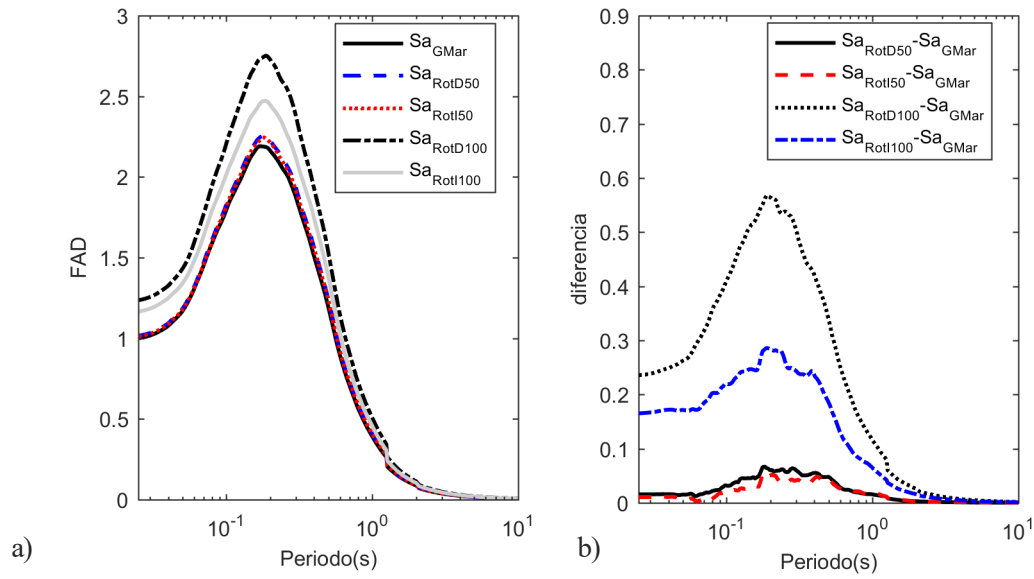 3
2.5
2
1.5
1
0.5
0
FAD
10^-1
10^0
10^1
Periodo(s)
a)
Sa_GMar
Sa_RotD50
Sa_RotI50
Sa_RotD100
Sa_RotI100
0.9
0.8
0.7
0.6
0.5
0.4
0.3
0.2
0.1
0
diferencia
10^-1
10^0
10^1
Periodo(s)
b)
Sa_RotD50-Sa_GMar
Sa_RotI50-Sa_GMar
Sa_RotD100-Sa_GMar
Sa_RotI100-Sa_GMar